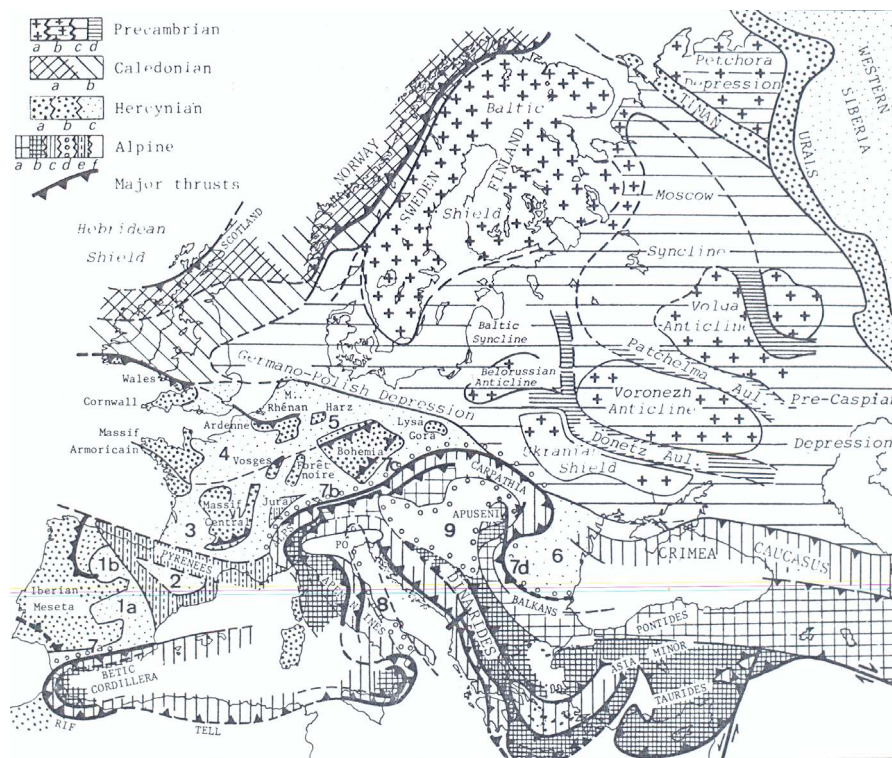 Precambrian
a b c d
Caledonian
a b
Hercynian
a b c
Alpine
a b c d e f
Major thrusts
Petchora
Depression
WESTERN
SIBERIA
TIMAN
URALS
Baltic
Shield
NORWAY
SWEDEN
FINLAND
SCOTLAND
Hebridean
Shield
Moscow
Syncline
Volua
Anticline
Baltic
Syncline
Patchelma Aul.
Belorussian
Anticline
Voronezh
Anticline
Pre-Caspian
Depression
Donetz Aul.
Ukranian
Shield
Germano-Polish Depression
Wales
Cornwall
M.
Rhénan
Harz
Ardenne
5
Lysa
Gora
Massif
Armoricain
4
Bohemia
Vosges
Forêt
noire
7c
CARPATHIA
7b
Jura
Massif
Central
3
ALPS
APUSENI
9
6
7d
PO
CRIMEA
CAUCASUS
PYRENEES
1b
2
Iberian
Meseta
1a
7
8
DINARIDES
BALKANS
PONTIDES
ASIA
MINOR
TAURIDES
BETIC
CORDILLERA
RIF
TELL